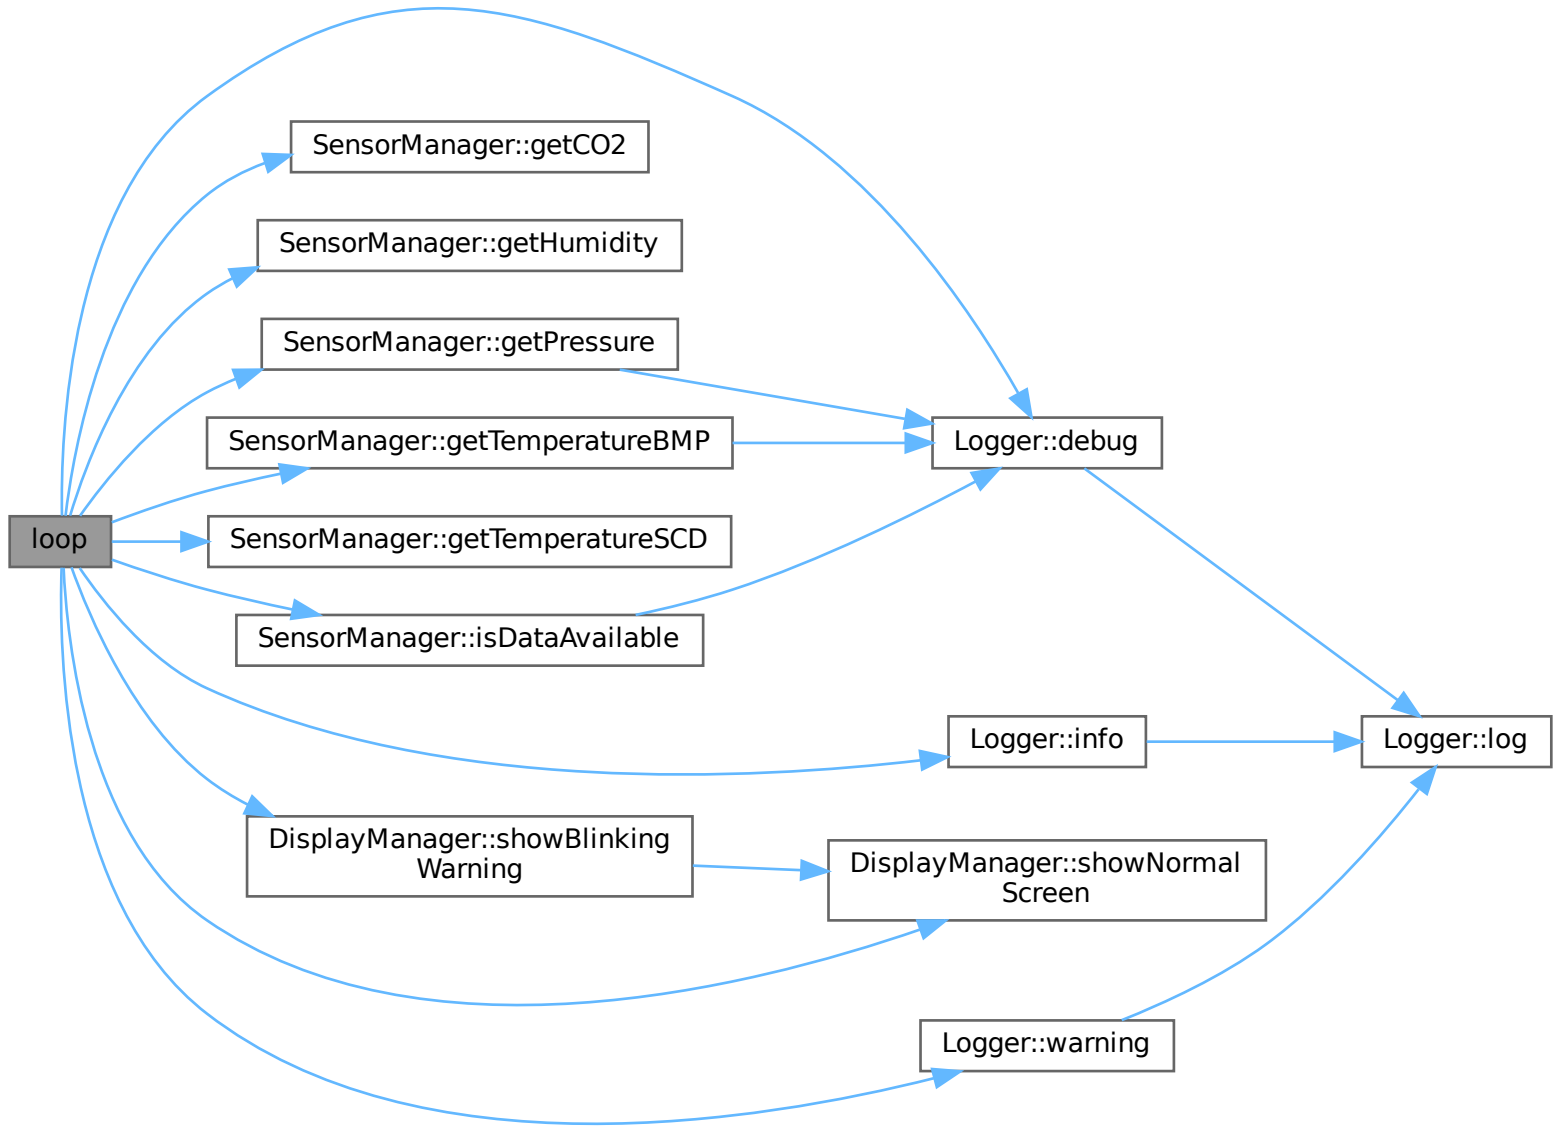 loop
SensorManager::getCO2
SensorManager::getHumidity
SensorManager::getPressure
SensorManager::getTemperatureBMP
SensorManager::getTemperatureSCD
SensorManager::isDataAvailable
DisplayManager::showBlinking
Warning
Logger::debug
Logger::info
DisplayManager::showNormal
Screen
Logger::warning
Logger::log